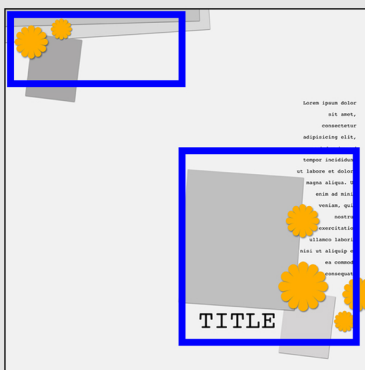 Lorem ipsum dolor
sit amet,
consectetur
adipisicing elit,
tempor incididun
ut labore et dolor
magna aliqua. U
enim ad mini
veniam, qui
nostru
exercitatio
ullamco labori
nisi ut aliquip e
ea commod
consequat
TITLE